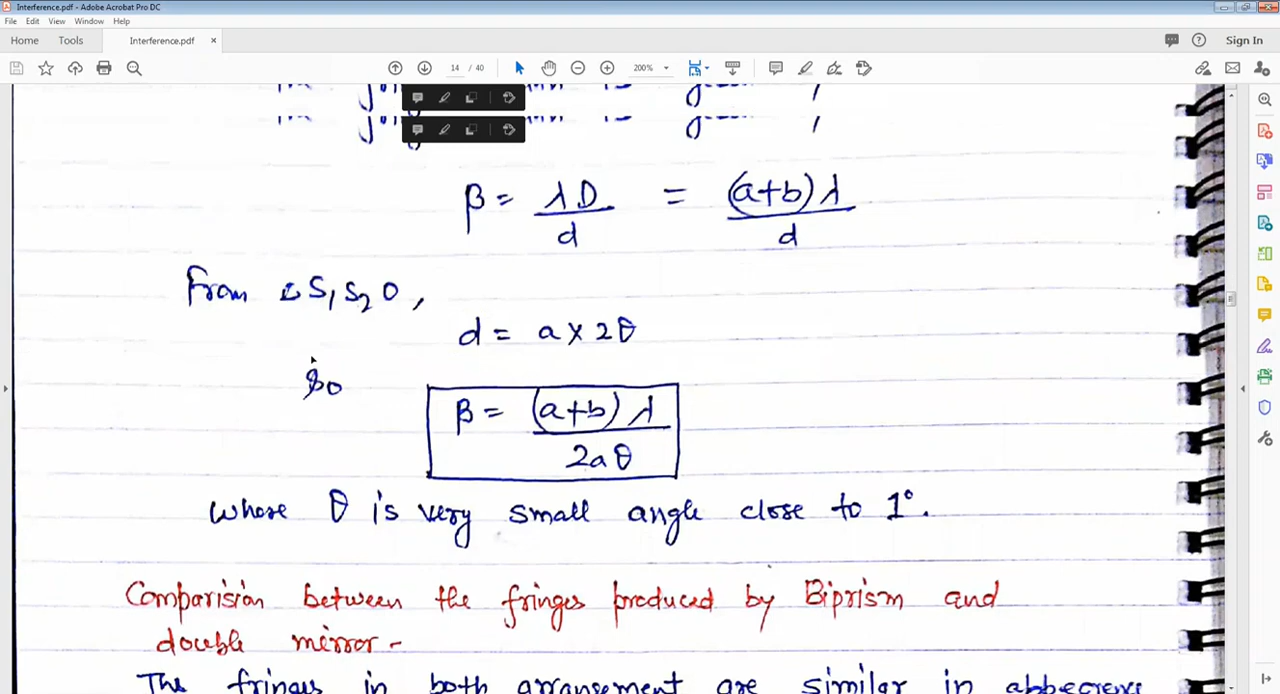 Interference.pdf - Adobe Acrobat Pro DC
File Edit View Window Help
Home Tools Interference.pdf × Sign In
14 / 40 200%
β = λD/d = (a+b)λ/d
From △S₁S₂O,
d = a × 2θ
So
β = (a+b)λ/2aθ
where θ is very small angle close to 1°.
Comparision between the fringes produced by Biprism and
double mirror -
The fringes in both arrangement are similar in